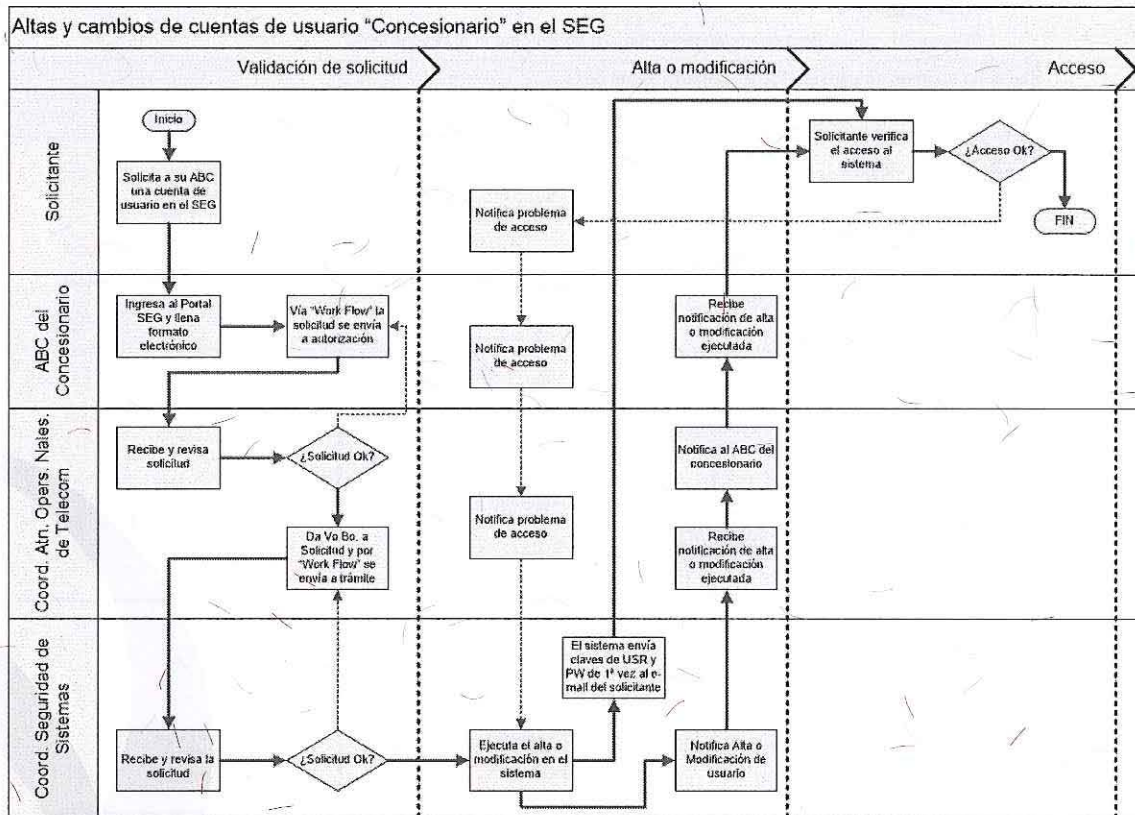 Altas y cambios de cuentas de usuario "Concesionario" en el SEG
Validación de solicitud
Alta o modificación
Acceso
Solicitante
Inicio
Solicita a su ABC
una cuenta de
usuario en el SEG
Notifica problema
de acceso
Solicitante verifica
el acceso al
sistema
¿Acceso Ok?
FIN
ABC del
Concesionario
Ingresa al Portal
SEG y llena
formato
electrónico
Vía "Work Flow" la
solicitud se envía
a autorización
Notifica problema
de acceso
Recibe
notificación de alta
o modificación
ejecutada
Coord. Atn. Opers. Nales.
de Telecom
Recibe y revisa
solicitud
¿Solicitud Ok?
Da Vo Bo. a
Solicitud y por
"Work Flow" se
envía a trámite
Notifica problema
de acceso
Notifica al ABC del
concesionario
Recibe
notificación de alta
o modificación
ejecutada
Coord. Seguridad de
Sistemas
Recibe y revisa la
solicitud
¿Solicitud Ok?
Ejecuta el alta o
modificación en el
sistema
El sistema envía
claves de USR y
PW de 1ª vez al e-
mail del solicitante
Notifica Alta o
Modificación de
usuario